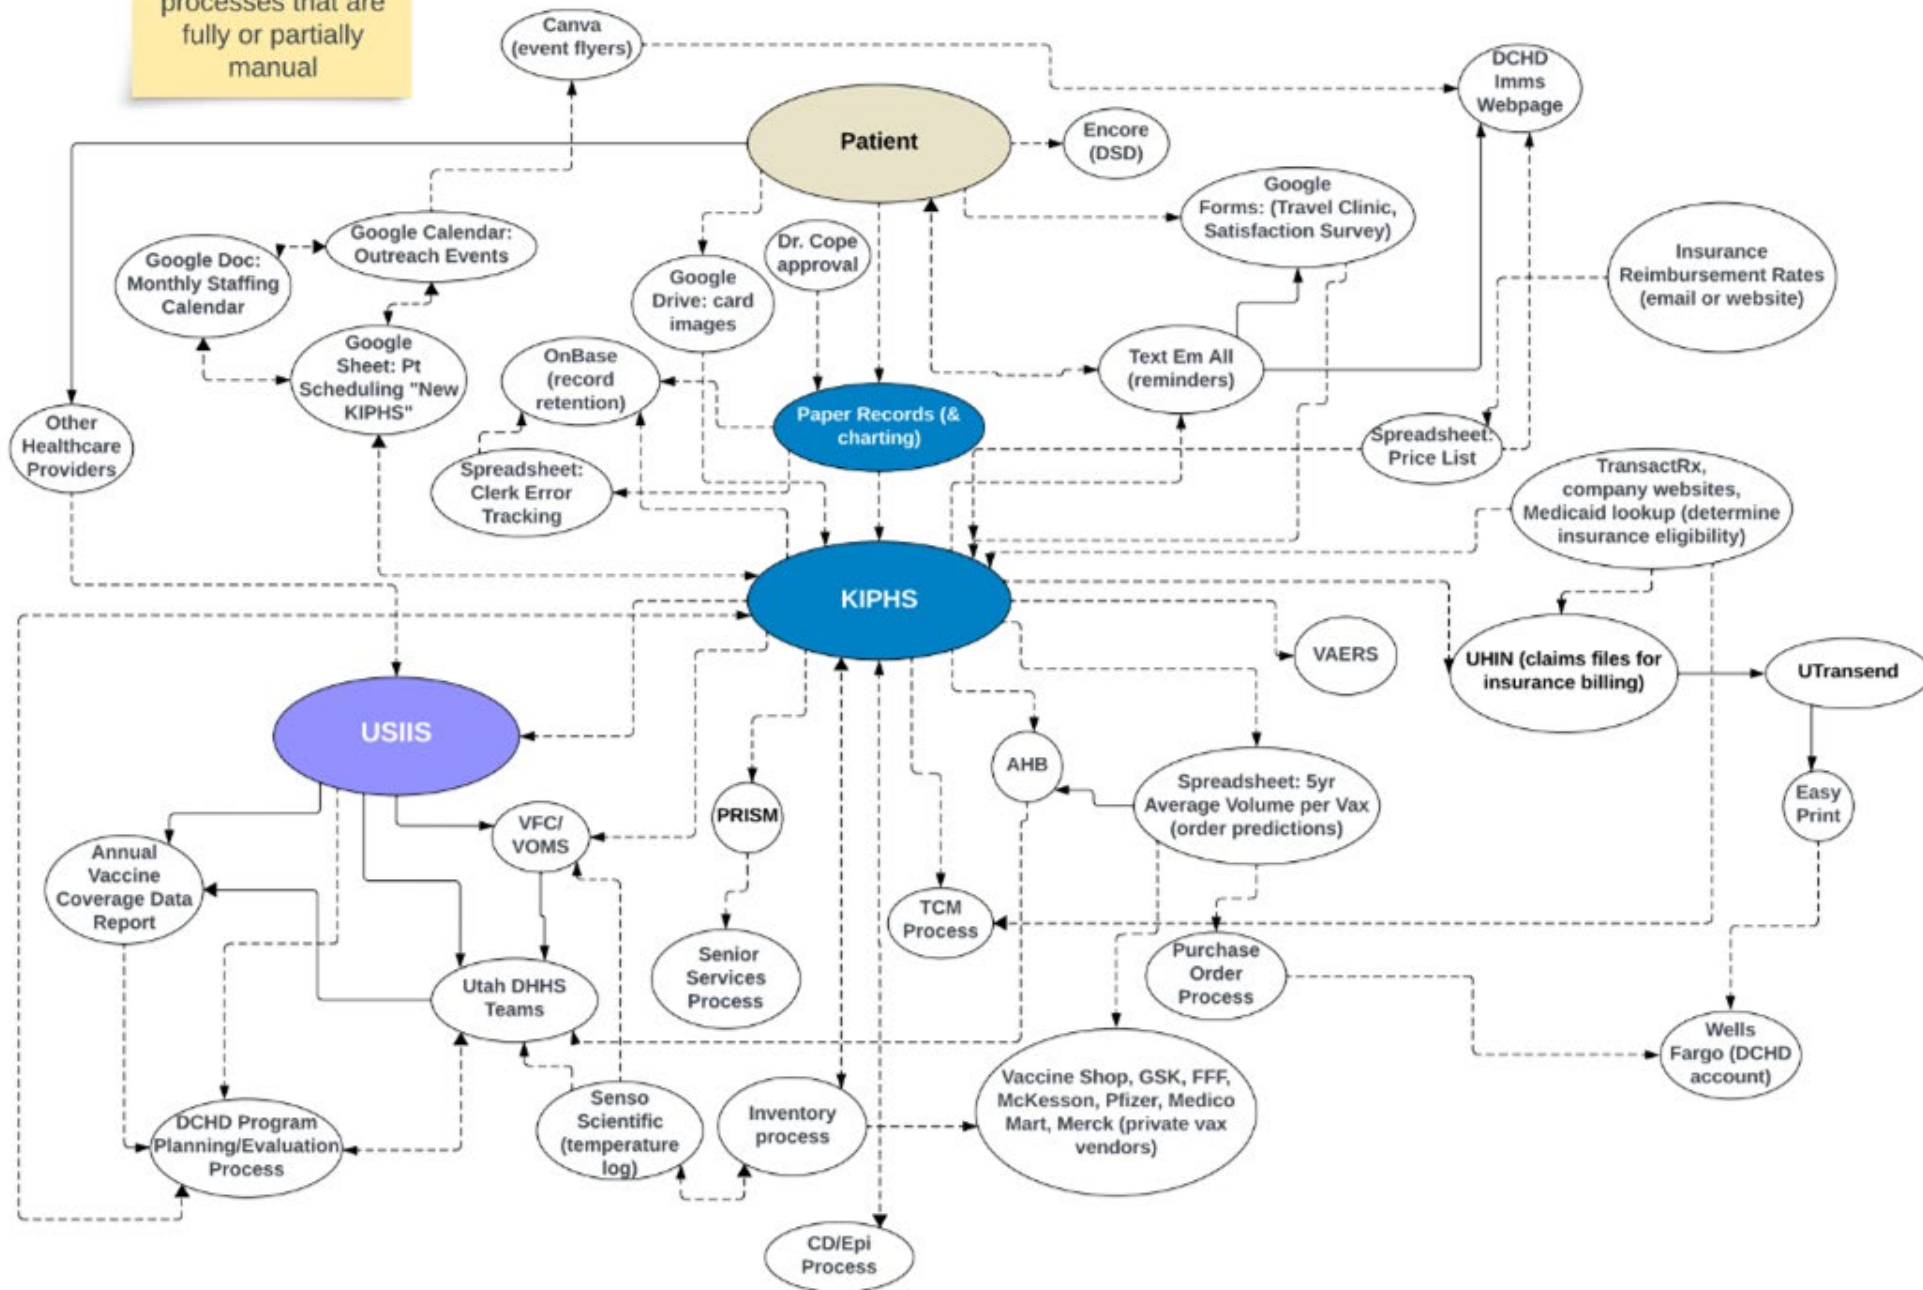 processes that are
fully or partially
manual
Canva
(event flyers)
DCHD
Imms
Webpage
Patient
Encore
(DSD)
Google
Forms: (Travel Clinic,
Satisfaction Survey)
Google Calendar:
Outreach Events
Google Doc:
Monthly Staffing
Calendar
Dr. Cope
approval
Google
Drive: card
images
Insurance
Reimbursement Rates
(email or website)
Google
Sheet: Pt
Scheduling "New
KIPHS"
OnBase
(record
retention)
Text Em All
(reminders)
Other
Healthcare
Providers
Paper Records (&
charting)
Spreadsheet:
Price List
Spreadsheet:
Clerk Error
Tracking
TransactRx,
company websites,
Medicaid lookup (determine
insurance eligibility)
KIPHS
VAERS
UHIN (claims files for
insurance billing)
UTransend
USIIS
AHB
Spreadsheet: 5yr
Average Volume per Vax
(order predictions)
Easy
Print
PRISM
VFC/
VOMS
Annual
Vaccine
Coverage Data
Report
TCM
Process
Senior
Services
Process
Purchase
Order
Process
Utah DHHS
Teams
Wells
Fargo (DCHD
account)
Vaccine Shop, GSK, FFF,
McKesson, Pfizer, Medico
Mart, Merck (private vax
vendors)
Senso
Scientific
(temperature
log)
Inventory
process
DCHD Program
Planning/Evaluation
Process
CD/Epi
Process